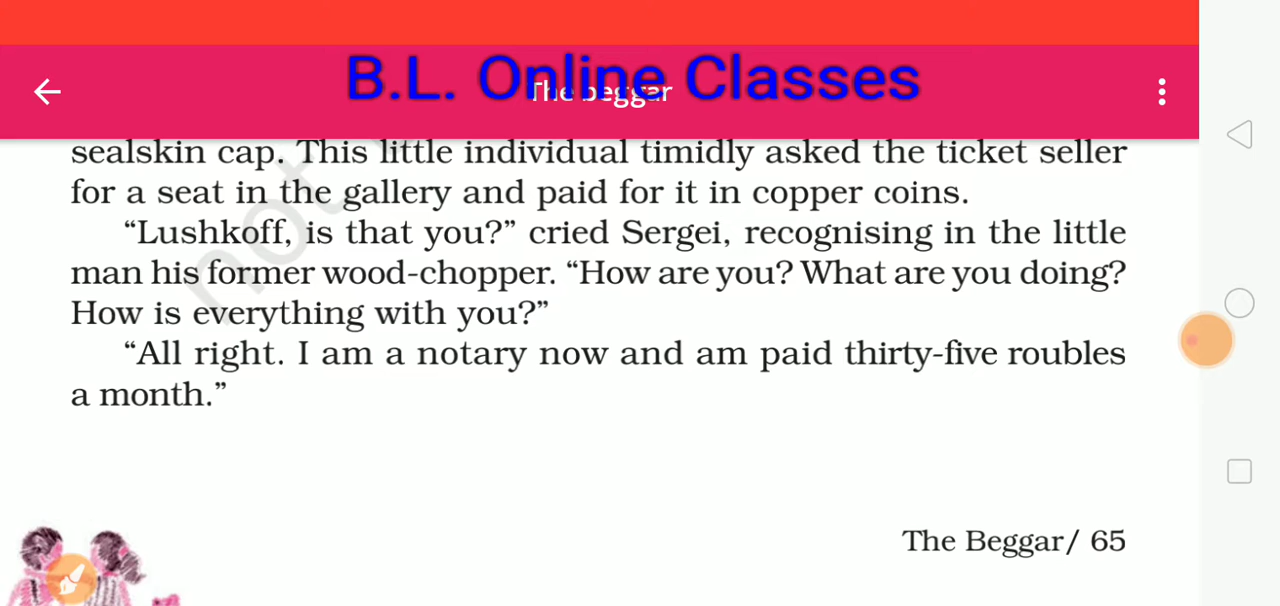 B.L. Online Classes
The beggar
sealskin cap. This little individual timidly asked the ticket seller
for a seat in the gallery and paid for it in copper coins.
“Lushkoff, is that you?” cried Sergei, recognising in the little
man his former wood-chopper. “How are you? What are you doing?
How is everything with you?”
“All right. I am a notary now and am paid thirty-five roubles
a month.”
not
The Beggar/ 65